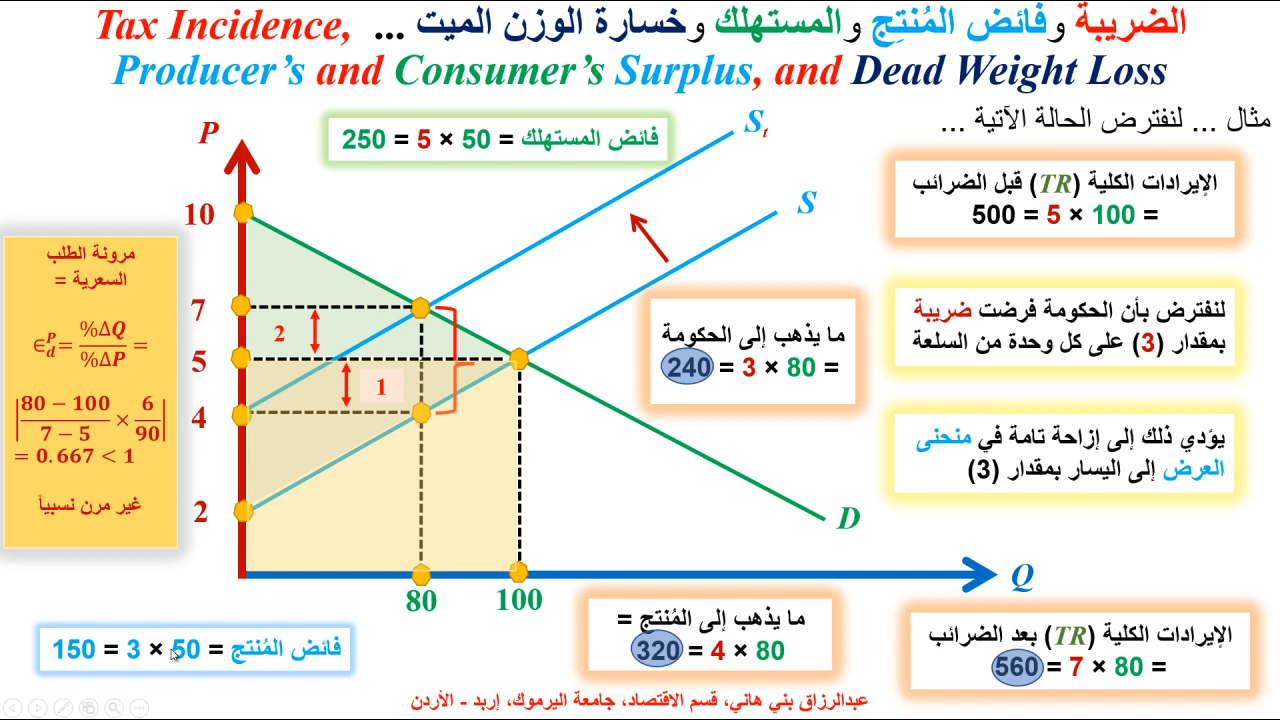 الضريبة وفائض المُنتِج والمستهلك وخسارة الوزن الميت ... Tax Incidence,
Producer's and Consumer's Surplus, and Dead Weight Loss
مثال ... لنفترض الحالة الآتية ...
فائض المستهلك = 50 × 5 = 250
P
S_t
S
10
7
5
4
2
2
1
D
Q
80
100
الإيرادات الكلية (TR) قبل الضرائب
= 100 × 5 = 500
لنفترض بأن الحكومة فرضت ضريبة
بمقدار (3) على كل وحدة من السلعة
ما يذهب إلى الحكومة
= 80 × 3 = 240
يؤدي ذلك إلى إزاحة تامة في منحنى
العرض إلى اليسار بمقدار (3)
مرونة الطلب
السعرية =
∈_d^P = %ΔQ / %ΔP =
|80 − 100 / 7 − 5 × 6 / 90|
= 0.667 < 1
غير مرن نسبياً
فائض المُنتج = 50 × 3 = 150
ما يذهب إلى المُنتج =
80 × 4 = 320
الإيرادات الكلية (TR) بعد الضرائب
= 80 × 7 = 560
عبدالرزاق بني هاني، قسم الاقتصاد، جامعة اليرموك، إربد - الأردن